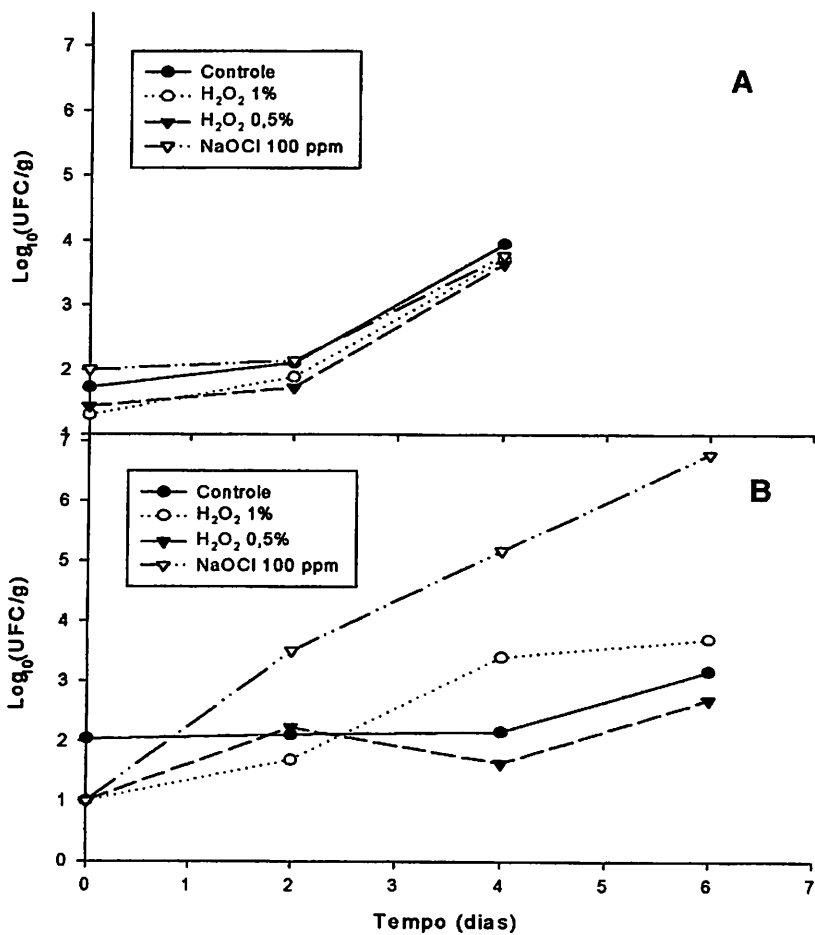 7
6
5
4
3
2
1
Log₁₀(UFC/g)
Controle
H₂O₂ 1%
H₂O₂ 0,5%
NaOCl 100 ppm
A
7
6
5
4
3
2
1
0
Log₁₀(UFC/g)
Controle
H₂O₂ 1%
H₂O₂ 0,5%
NaOCl 100 ppm
B
0 1 2 3 4 5 6 7
Tempo (dias)